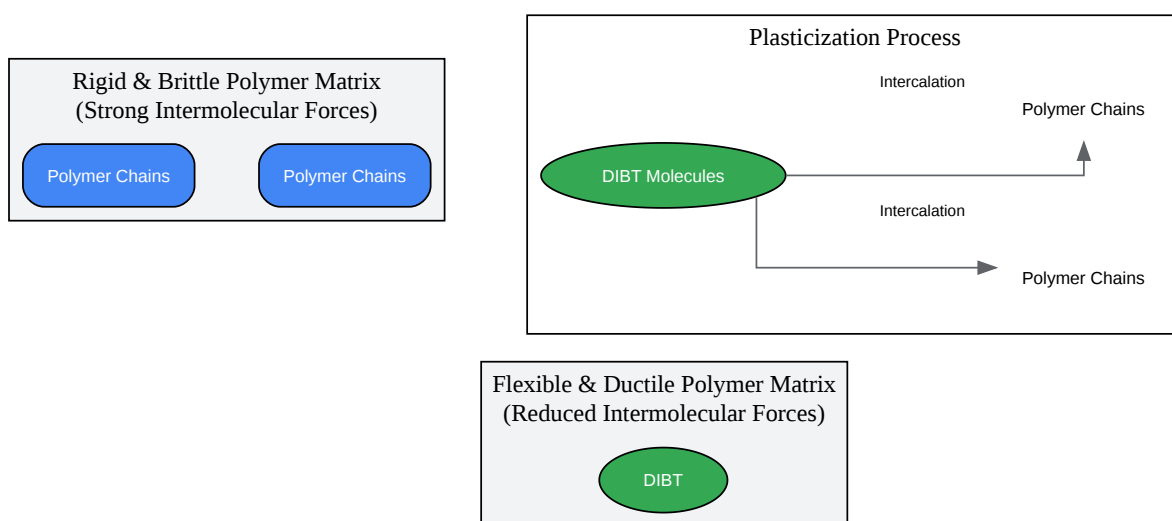 Rigid & Brittle Polymer Matrix
(Strong Intermolecular Forces)
Polymer Chains
Polymer Chains
Plasticization Process
Intercalation
Polymer Chains
DIBT Molecules
Intercalation
Polymer Chains
Flexible & Ductile Polymer Matrix
(Reduced Intermolecular Forces)
DIBT